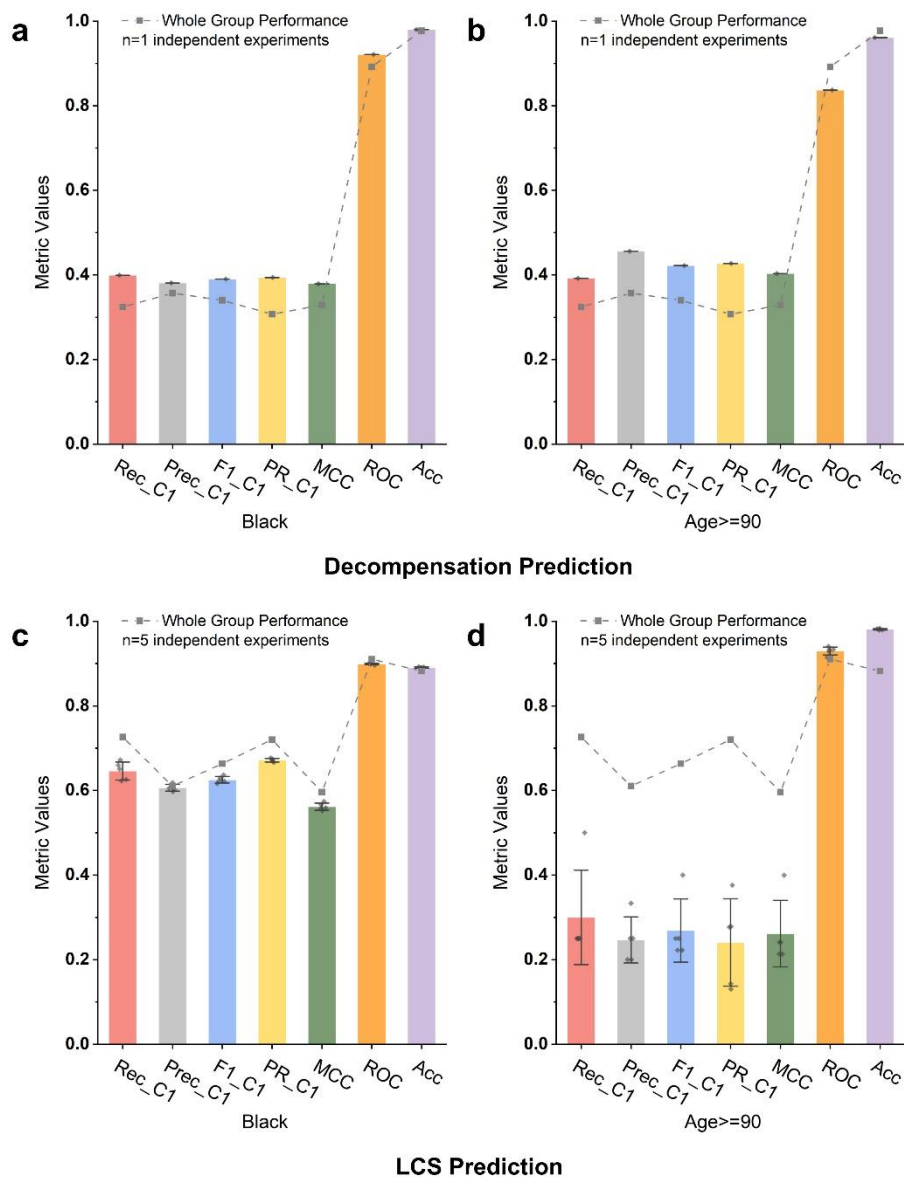 a
Whole Group Performance
n=1 independent experiments
1.0
0.8
0.6
0.4
0.2
0.0
Metric Values
Rec_C1
Prec_C1
F1_C1
PR_C1
MCC
ROC
Acc
Black
b
Whole Group Performance
n=1 independent experiments
1.0
0.8
0.6
0.4
0.2
0.0
Metric Values
Rec_C1
Prec_C1
F1_C1
PR_C1
MCC
ROC
Acc
Age>=90
Decompensation Prediction
c
Whole Group Performance
n=5 independent experiments
1.0
0.8
0.6
0.4
0.2
0.0
Metric Values
Rec_C1
Prec_C1
F1_C1
PR_C1
MCC
ROC
Acc
Black
d
Whole Group Performance
n=5 independent experiments
1.0
0.8
0.6
0.4
0.2
0.0
Metric Values
Rec_C1
Prec_C1
F1_C1
PR_C1
MCC
ROC
Acc
Age>=90
LCS Prediction